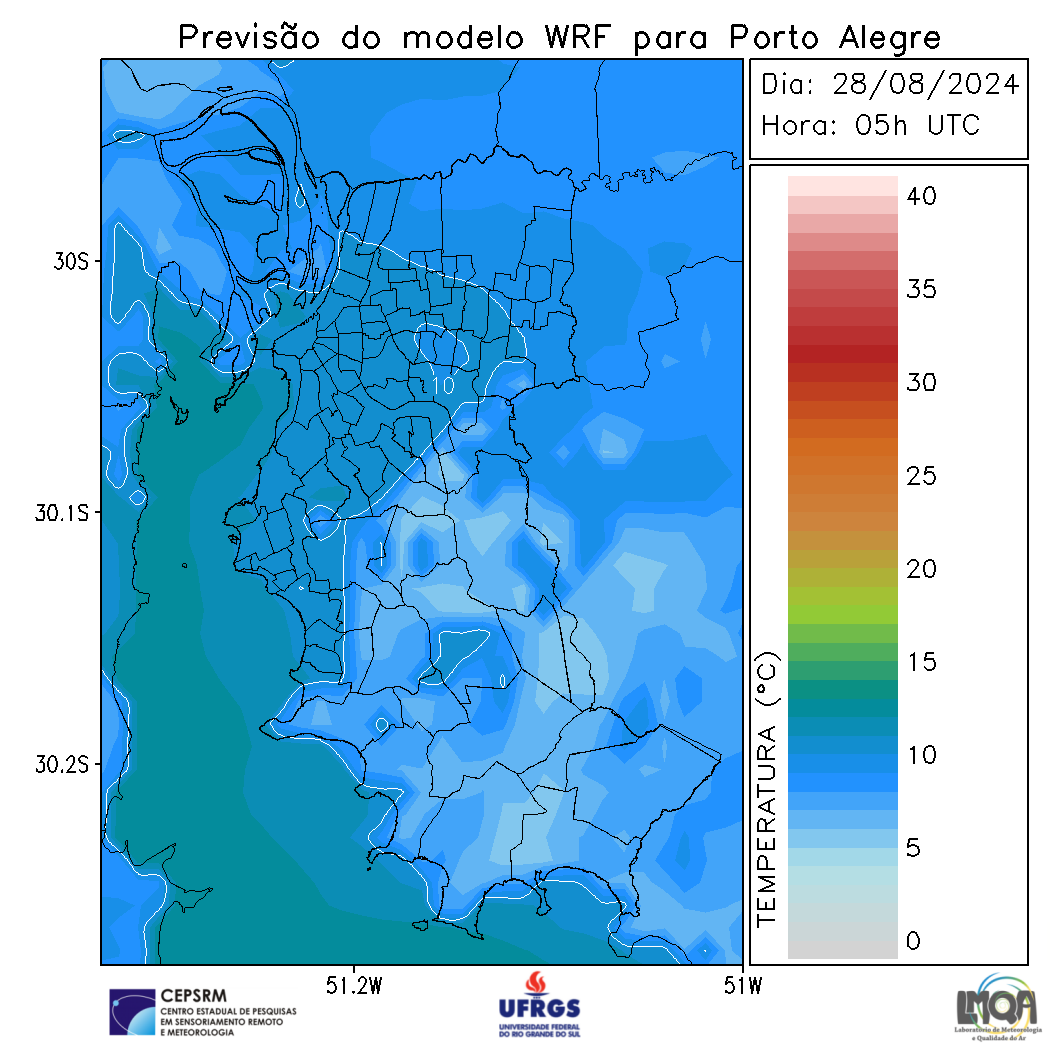 Previsão do modelo WRF para Porto Alegre
Dia: 28/08/2024
Hora: 05h UTC
40
35
30
25
20
15
10
5
0
TEMPERATURA (°C)
30S
30.1S
30.2S
10
51.2W
51W
CEPSRM
CENTRO ESTADUAL DE PESQUISAS
EM SENSORIAMENTO REMOTO
E METEOROLOGIA
UFRGS
UNIVERSIDADE FEDERAL
DO RIO GRANDE DO SUL
LMQA
Laboratório de Meteorologia
e Qualidade do Ar